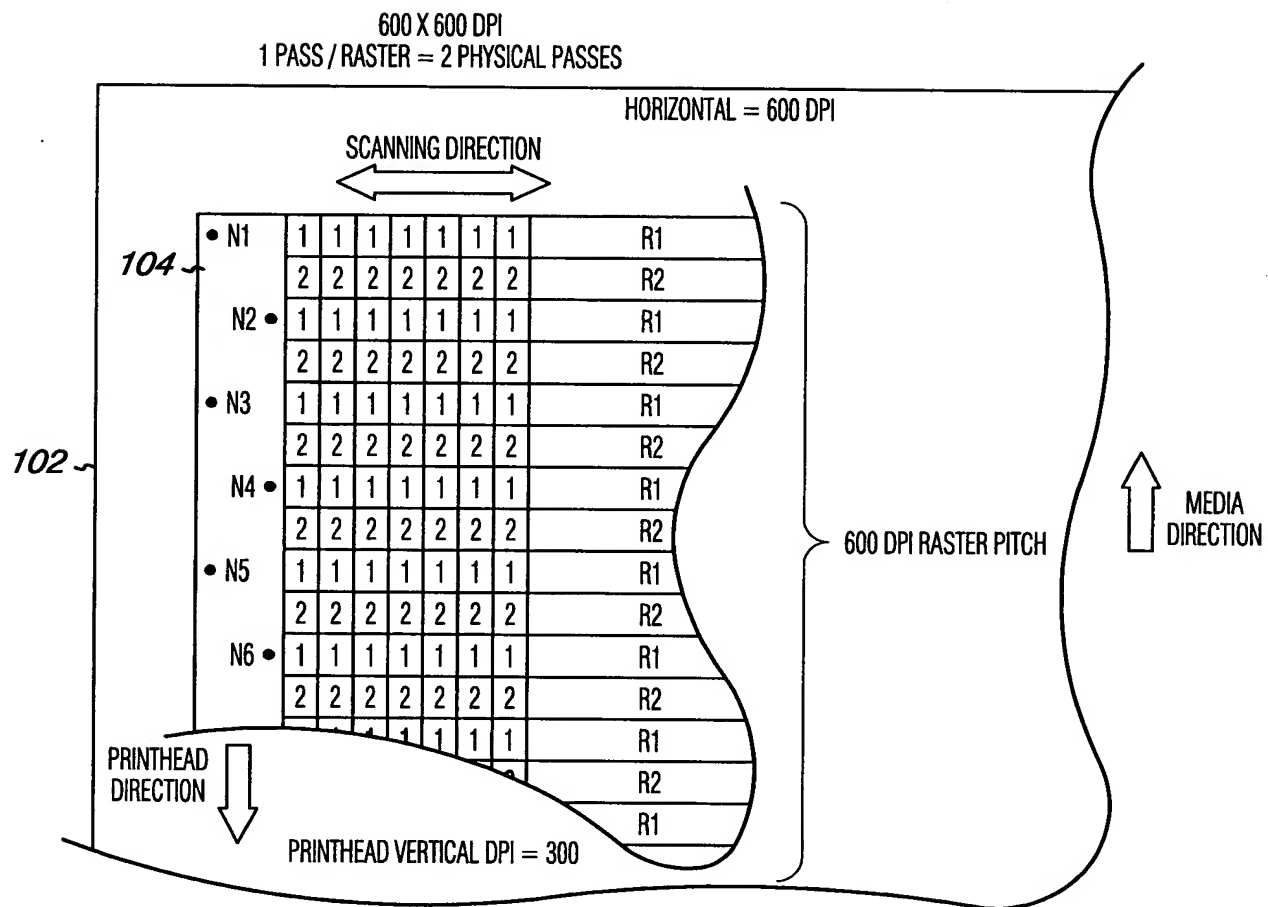 600 X 600 DPI
1 PASS / RASTER = 2 PHYSICAL PASSES
HORIZONTAL = 600 DPI
SCANNING DIRECTION
104
• N1 1 1 1 1 1 1 1 R1
2 2 2 2 2 2 2 R2
N2 • 1 1 1 1 1 1 1 R1
2 2 2 2 2 2 2 R2
• N3 1 1 1 1 1 1 1 R1
2 2 2 2 2 2 2 R2
102
N4 • 1 1 1 1 1 1 1 R1
2 2 2 2 2 2 2 R2
• N5 1 1 1 1 1 1 1 R1
2 2 2 2 2 2 2 R2
N6 • 1 1 1 1 1 1 1 R1
2 2 2 2 2 2 2 R2
1 1 1 1 1 R1
R2
R1
600 DPI RASTER PITCH
MEDIA
DIRECTION
PRINTHEAD
DIRECTION
PRINTHEAD VERTICAL DPI = 300